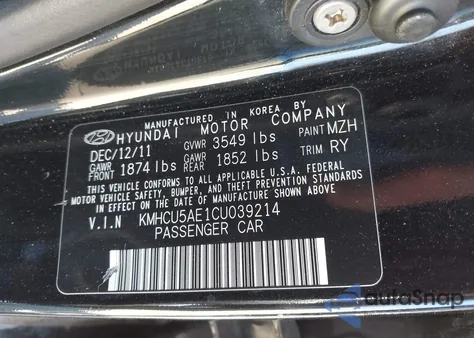 MANUFACTURED IN KOREA BY
HYUNDAI MOTOR COMPANY
DEC/12/11 GVWR 3549 lbs PAINT MZH
GAWR FRONT 1874 lbs GAWR REAR 1852 lbs TRIM RY
THIS VEHICLE CONFORMS TO ALL APPLICABLE U.S.A. FEDERAL
MOTOR VEHICLE SAFETY, BUMPER, AND THEFT PREVENTION STANDARDS
IN EFFECT ON THE DATE OF MANUFACTURE SHOWN ABOVE.
V.I.N KMHCU5AE1CU039214
PASSENGER CAR
autoSnap